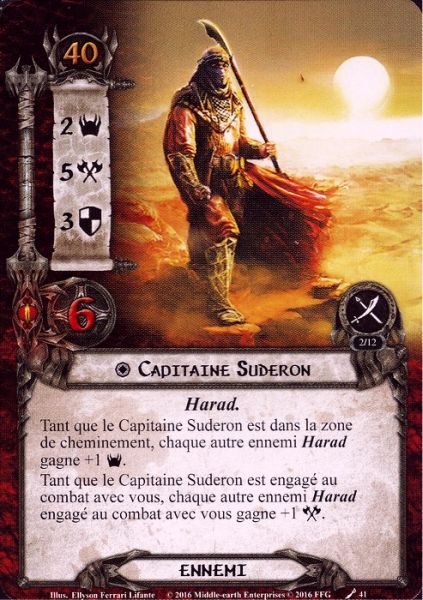 40
2
5
3
6
2/12
Capitaine Suderon
Harad.
Tant que le Capitaine Suderon est dans la zone
de cheminement, chaque autre ennemi Harad
gagne +1 .
Tant que le Capitaine Suderon est engagé au
combat avec vous, chaque autre ennemi Harad
engagé au combat avec vous gagne +1 .
ENNEMI
Illus. Ellyson Ferrari Lifante © 2016 Middle-earth Enterprises © 2016 FFG 41